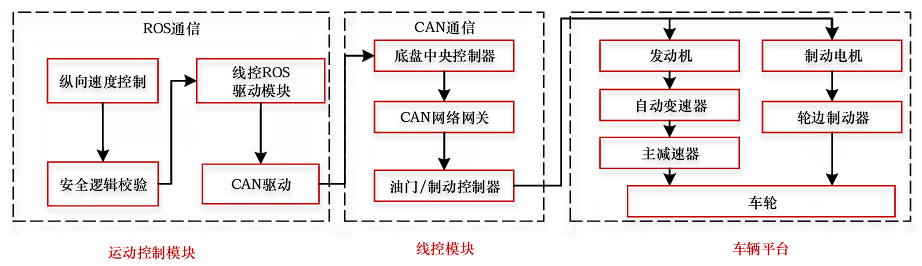 ROS通信
纵向速度控制
线控ROS
驱动模块
安全逻辑校验
CAN驱动
运动控制模块
CAN通信
底盘中央控制器
CAN网络网关
油门/制动控制器
线控模块
发动机
制动电机
自动变速器
轮边制动器
主减速器
车轮
车辆平台